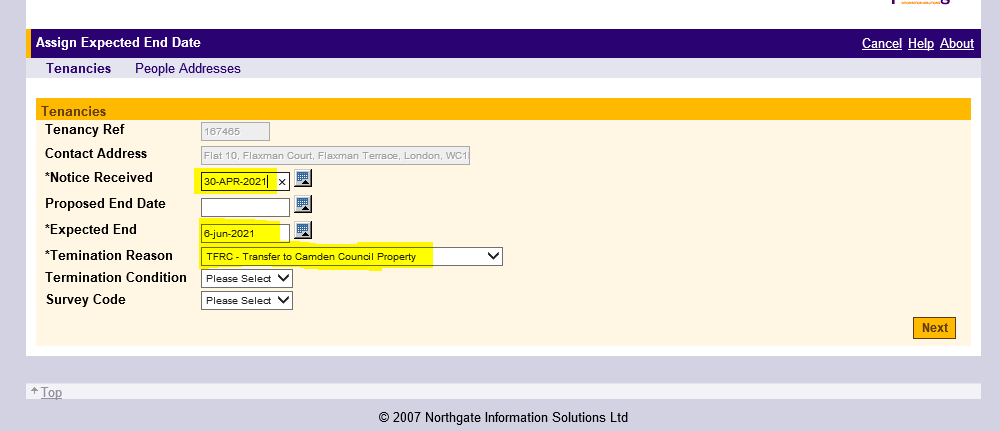 Assign Expected End Date Cancel Help About
Tenancies People Addresses
Tenancies
Tenancy Ref 167465
Contact Address Flat 10, Flaxman Court, Flaxman Terrace, London, WC1
*Notice Received 30-APR-2021 ×
Proposed End Date
*Expected End 6-jun-2021
*Temination Reason TFRC - Transfer to Camden Council Property
Termination Condition Please Select
Survey Code Please Select
Next
Top
© 2007 Northgate Information Solutions Ltd